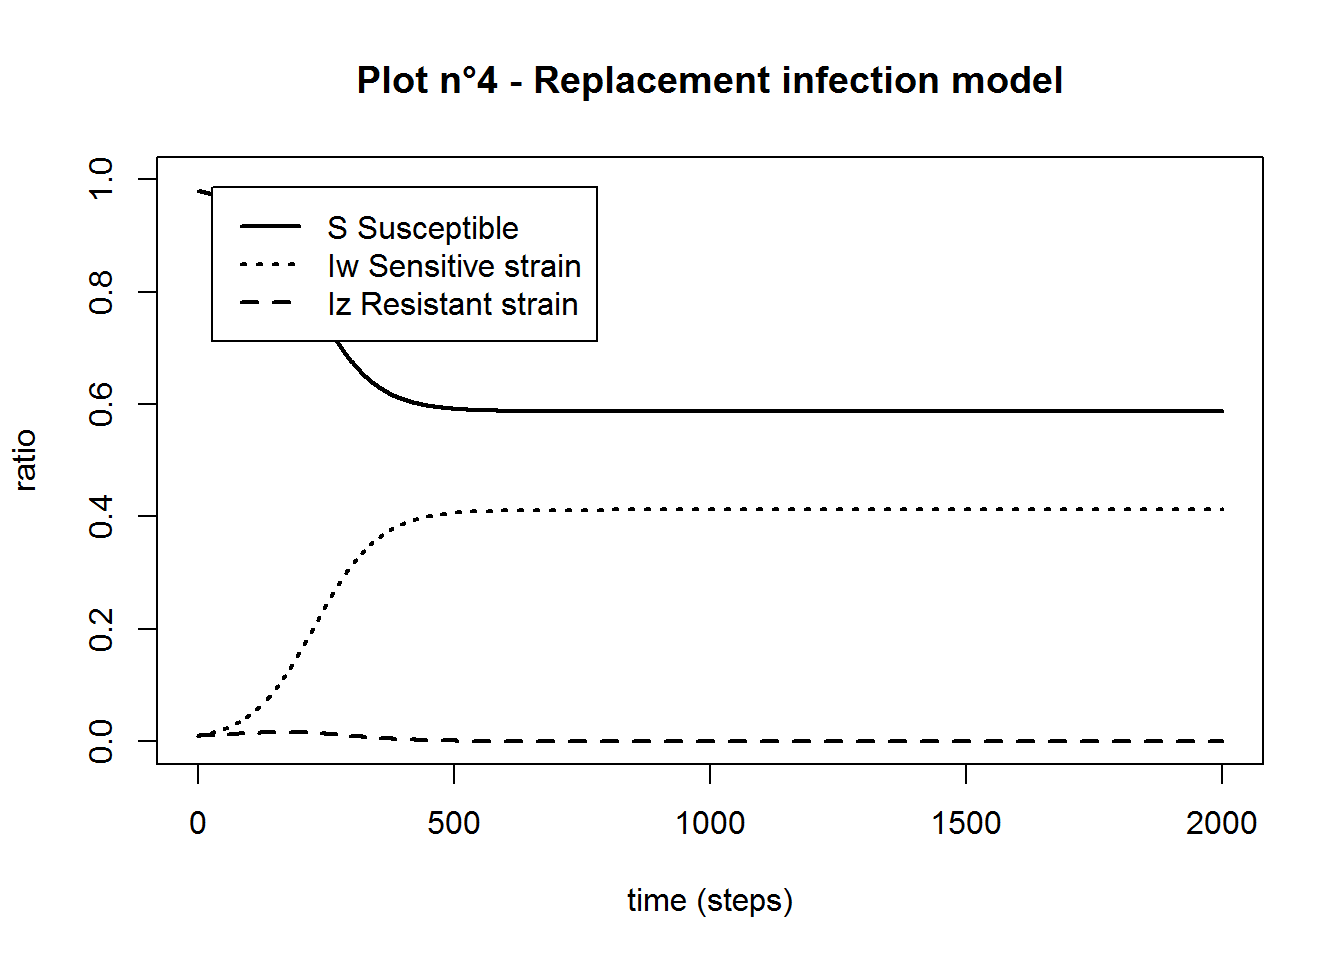 Plot n°4 - Replacement infection model
S Susceptible
Iw Sensitive strain
Iz Resistant strain
ratio
1.0
0.8
0.6
0.4
0.2
0.0
0 500 1000 1500 2000
time (steps)